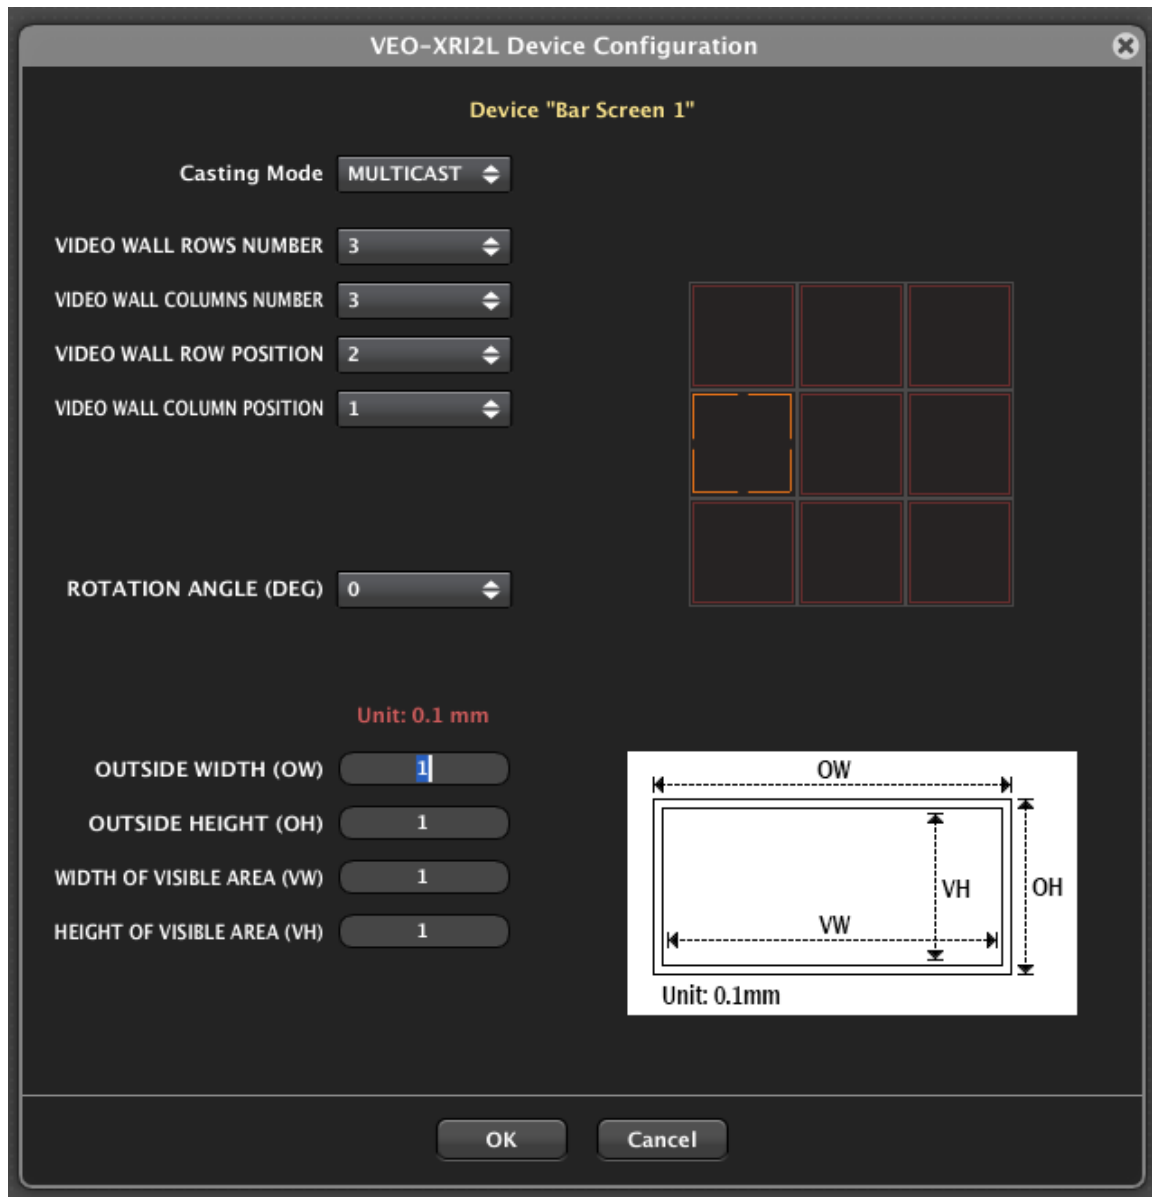 VEO-XRI2L Device Configuration
Device "Bar Screen 1"
Casting Mode MULTICAST
VIDEO WALL ROWS NUMBER 3
VIDEO WALL COLUMNS NUMBER 3
VIDEO WALL ROW POSITION 2
VIDEO WALL COLUMN POSITION 1
ROTATION ANGLE (DEG) 0
Unit: 0.1 mm
OUTSIDE WIDTH (OW) 1
OUTSIDE HEIGHT (OH) 1
WIDTH OF VISIBLE AREA (VW) 1
HEIGHT OF VISIBLE AREA (VH) 1
OW
VH
OH
VW
Unit: 0.1mm
OK
Cancel